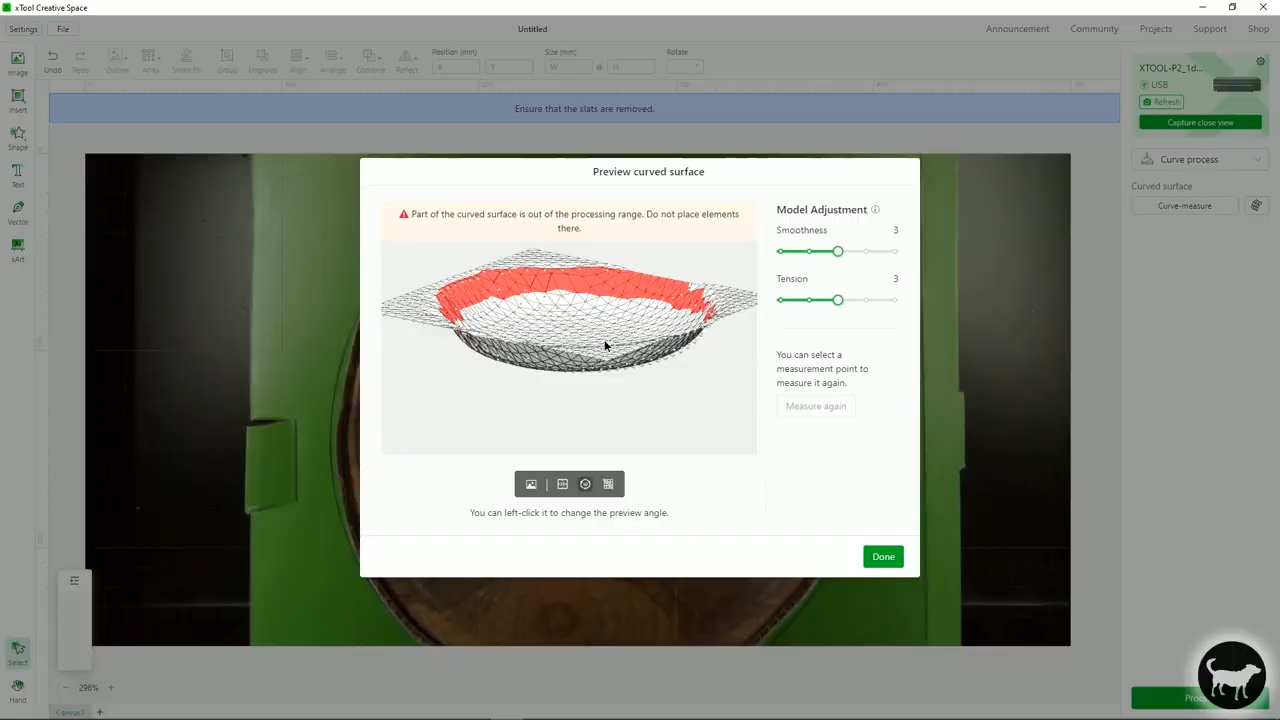 xTool Creative Space
Settings
File
Untitled
Announcement
Community
Projects
Support
Shop
Image
Undo
Redo
Outline
Array
Smart fill
Group
Ungroup
Align
Arrange
Combine
Reflect
Position (mm)
X
Y
Size (mm)
W
H
Rotate
Insert
Shape
Text
Vector
xArt
Select
Hand
Ensure that the slats are removed.
XTOOL-P2_1d...
USB
Refresh
Capture close view
Curve process
Curved surface
Curve-measure
Preview curved surface
Part of the curved surface is out of the processing range. Do not place elements
there.
Model Adjustment
Smoothness 3
Tension 3
You can select a
measurement point to
measure it again.
Measure again
You can left-click it to change the preview angle.
Done
296%
Canvas1